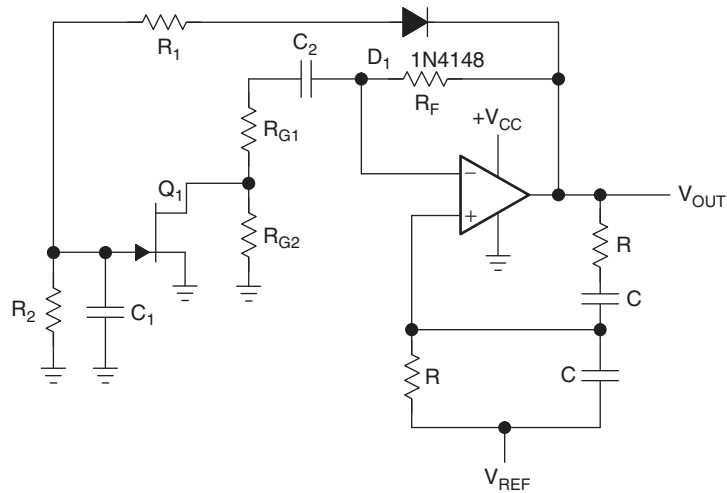 R1
C2
D1 1N4148
RF
RG1
+VCC
Q1
−
VOUT
+
R
RG2
R2
C1
C
R
C
VREF